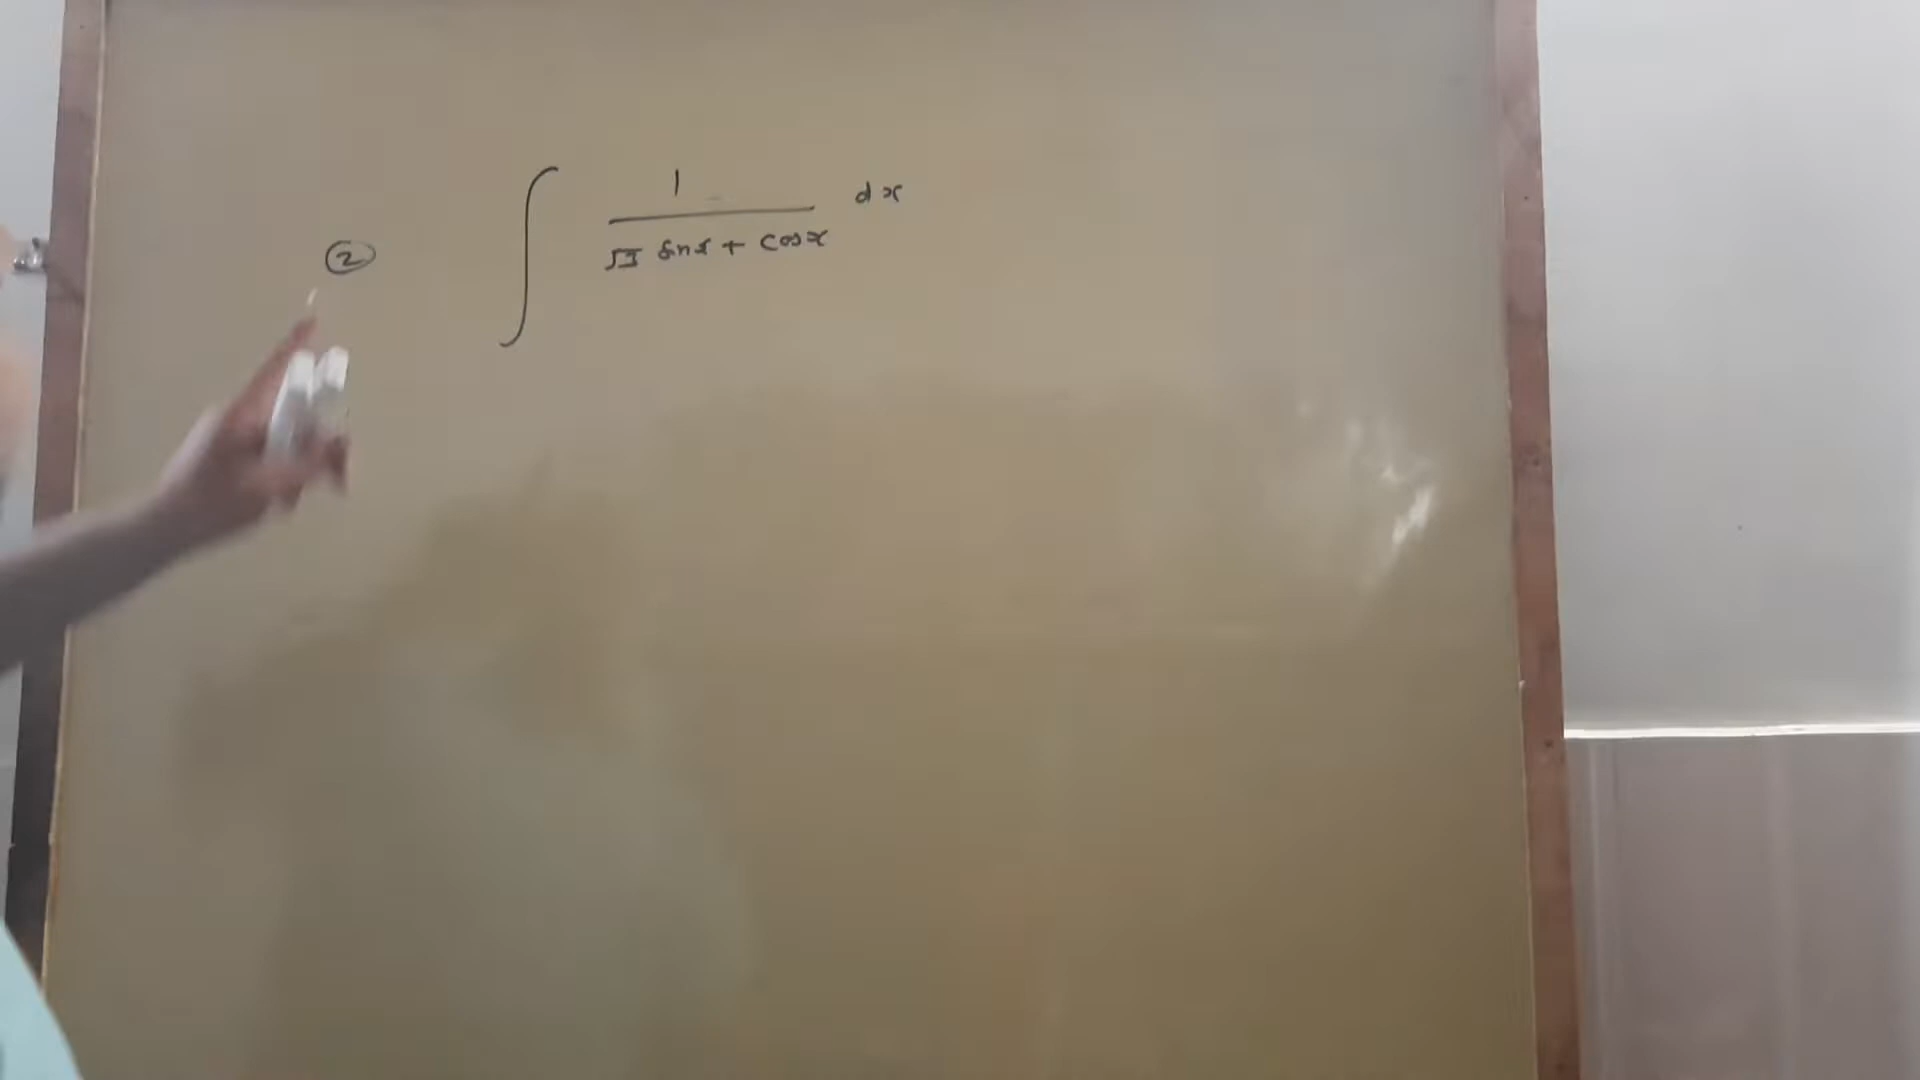 ② ∫ 1 / (√3 sinx + cosx) dx